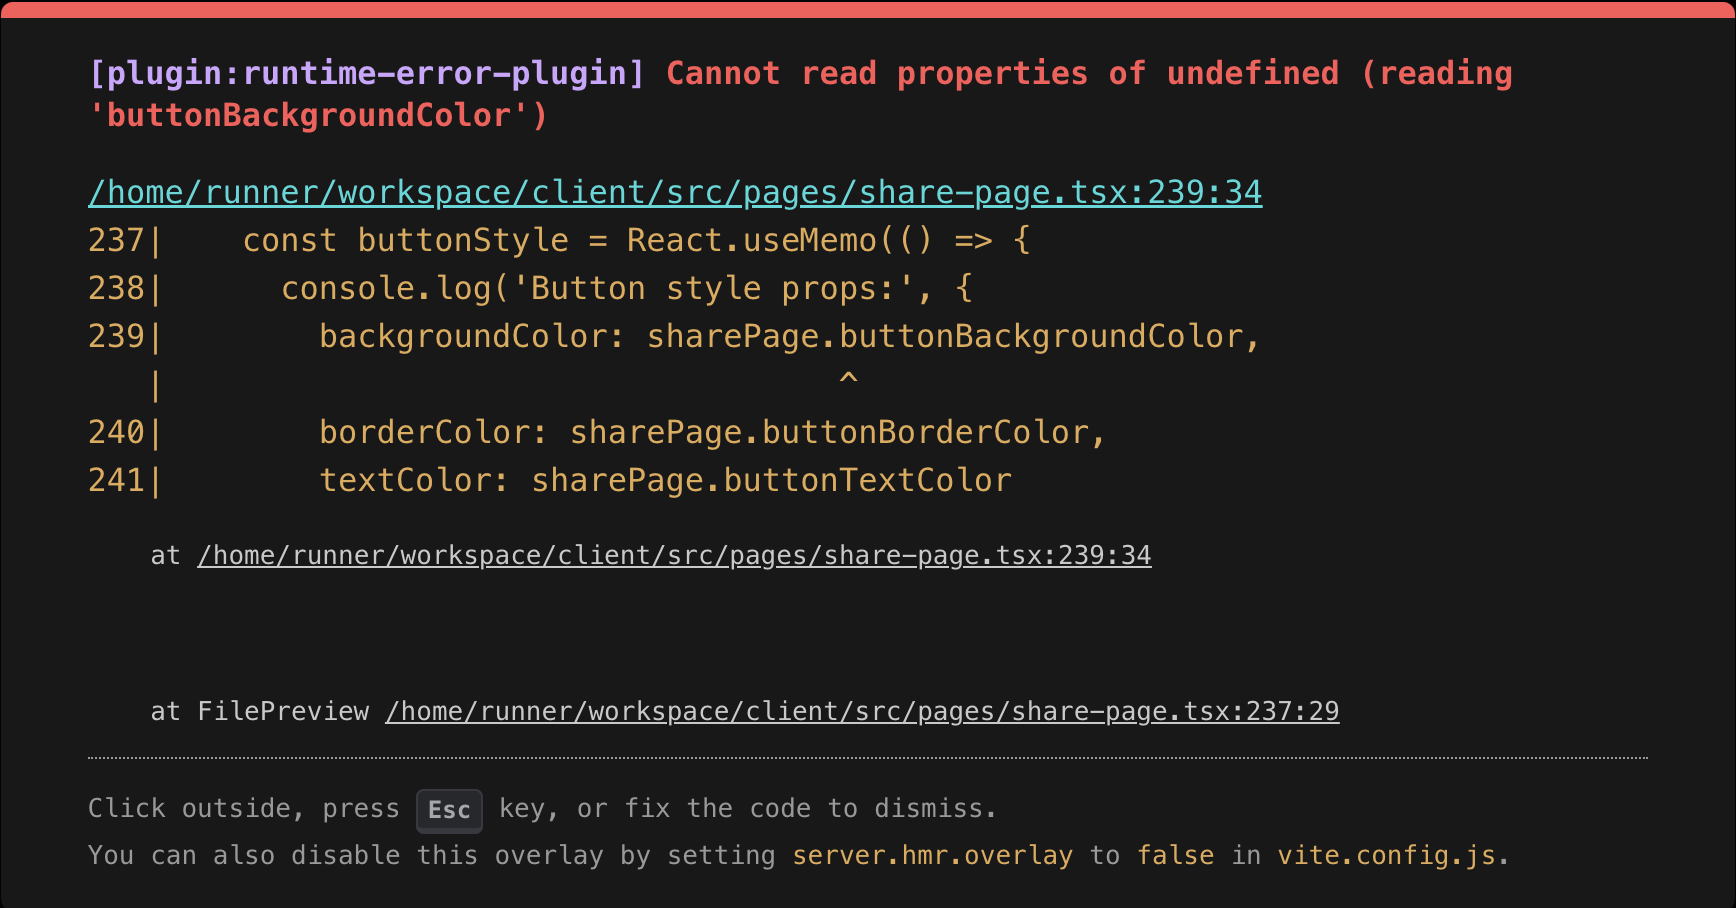 [plugin:runtime-error-plugin] Cannot read properties of undefined (reading
'buttonBackgroundColor')
/home/runner/workspace/client/src/pages/share-page.tsx:239:34
237|    const buttonStyle = React.useMemo(() => {
238|      console.log('Button style props:', {
239|        backgroundColor: sharePage.buttonBackgroundColor,
   |                                   ^
240|        borderColor: sharePage.buttonBorderColor,
241|        textColor: sharePage.buttonTextColor
    at /home/runner/workspace/client/src/pages/share-page.tsx:239:34
    at FilePreview /home/runner/workspace/client/src/pages/share-page.tsx:237:29
Click outside, press Esc key, or fix the code to dismiss.
You can also disable this overlay by setting server.hmr.overlay to false in vite.config.js.